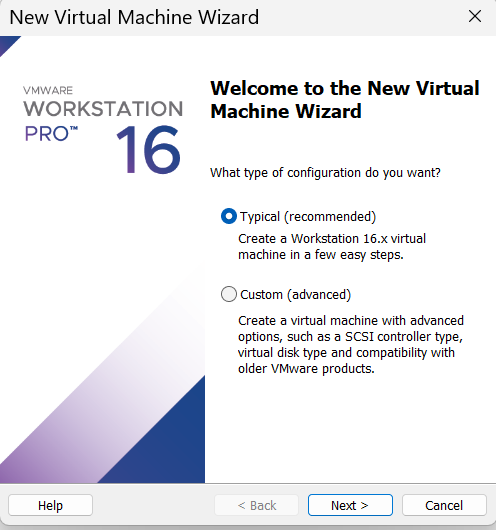 New Virtual Machine Wizard
VMWARE
WORKSTATION
PRO™ 16
Welcome to the New Virtual
Machine Wizard
What type of configuration do you want?
Typical (recommended)
Create a Workstation 16.x virtual
machine in a few easy steps.
Custom (advanced)
Create a virtual machine with advanced
options, such as a SCSI controller type,
virtual disk type and compatibility with
older VMware products.
Help
< Back
Next >
Cancel